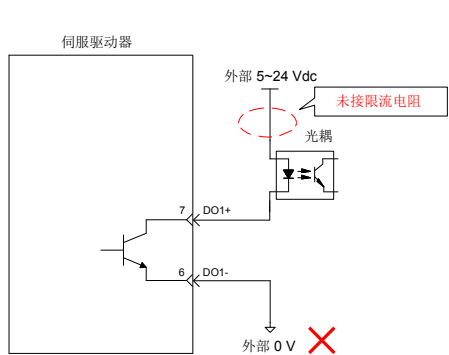 伺服驱动器
外部 5~24 Vdc
未接限流电阻
光耦
7 DO1+
6 DO1-
外部 0 V